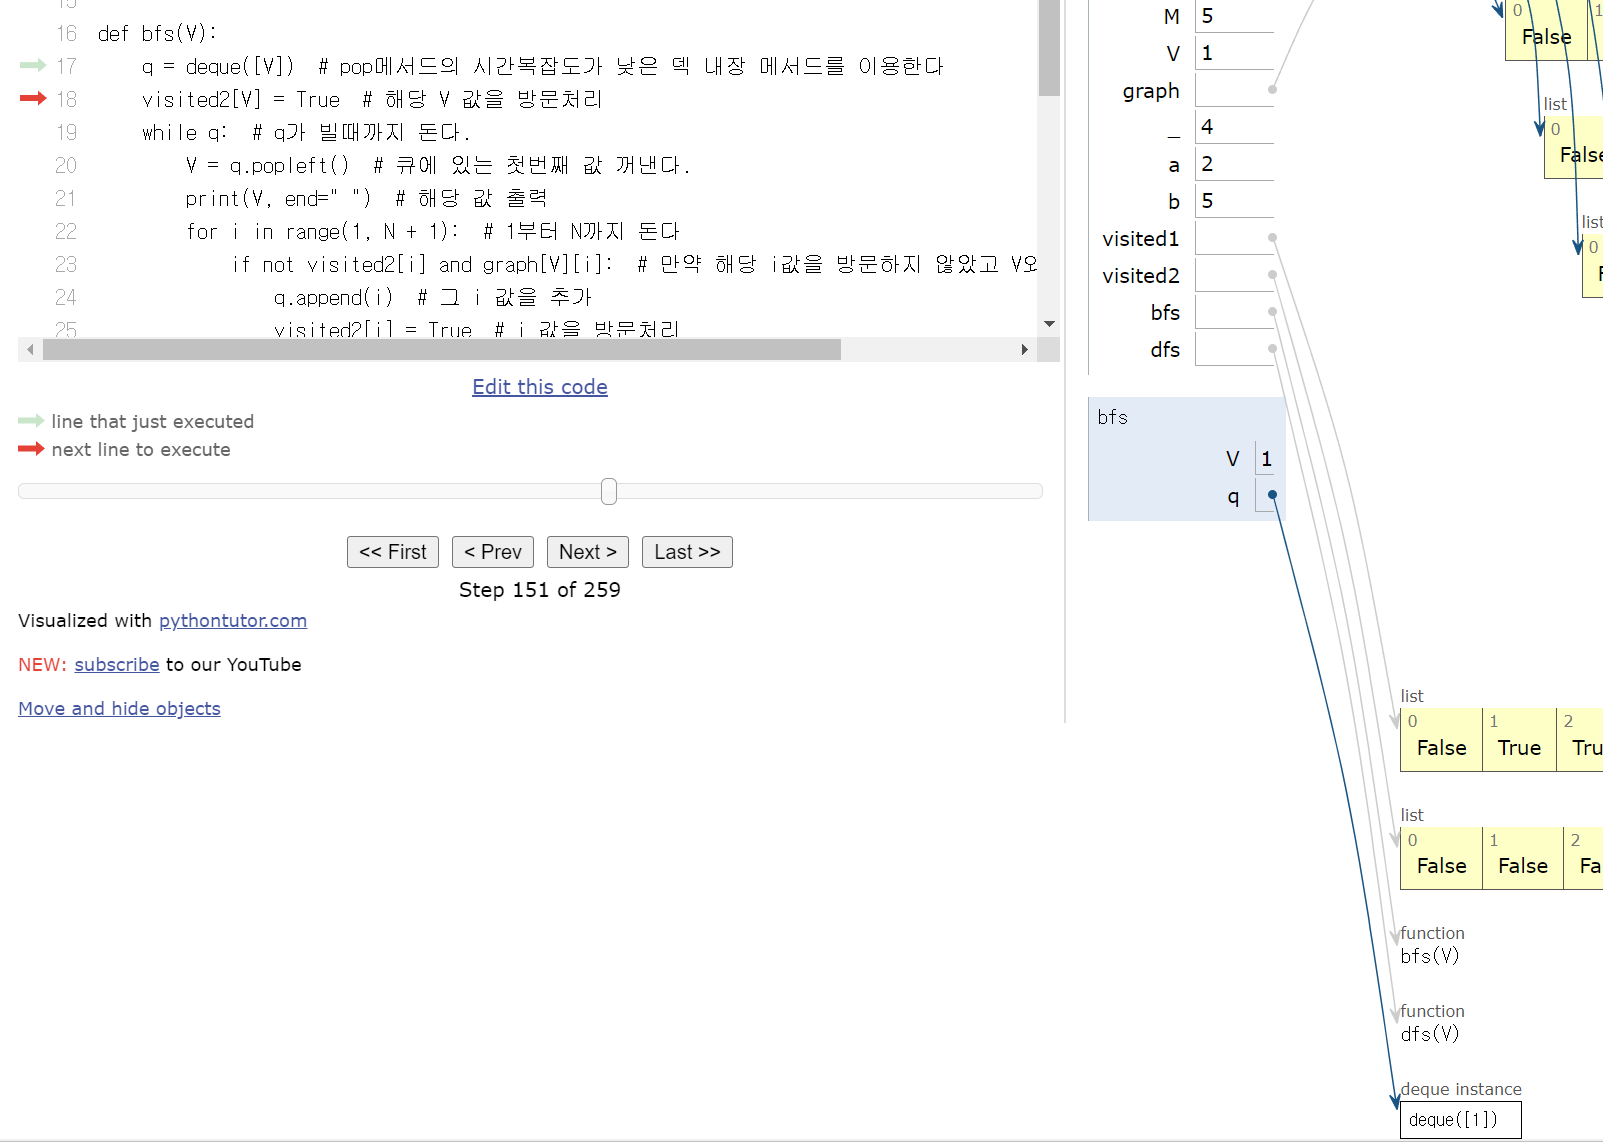 15
16 def bfs(V):
17 q = deque([V]) # pop메서드의 시간복잡도가 낮은 덱 내장 메서드를 이용한다
18 visited2[V] = True # 해당 V 값을 방문처리
19 while q: # q가 빌때까지 돈다.
20 V = q.popleft() # 큐에 있는 첫번째 값 꺼낸다.
21 print(V, end=" ") # 해당 값 출력
22 for i in range(1, N + 1): # 1부터 N까지 돈다
23 if not visited2[i] and graph[V][i]: # 만약 해당 i값을 방문하지 않았고 V와
24 q.append(i) # 그 i 값을 추가
25 visited2[i] = True # i 값을 방문처리
Edit this code
line that just executed
next line to execute
<< First < Prev Next > Last >>
Step 151 of 259
Visualized with pythontutor.com
NEW: subscribe to our YouTube
Move and hide objects
M 5
V 1
graph
_ 4
a 2
b 5
visited1
visited2
bfs
dfs
bfs
V 1
q
0 1
False
list
0
False
list
0
F
list
0 1 2
False True Tru
list
0 1 2
False False Fa
function
bfs(V)
function
dfs(V)
deque instance
deque([1])